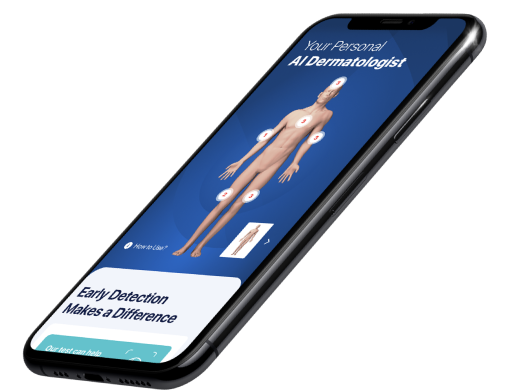 Your Personal
AI Dermatologist
How to Use?
Early Detection
Makes a Difference
Our test can help